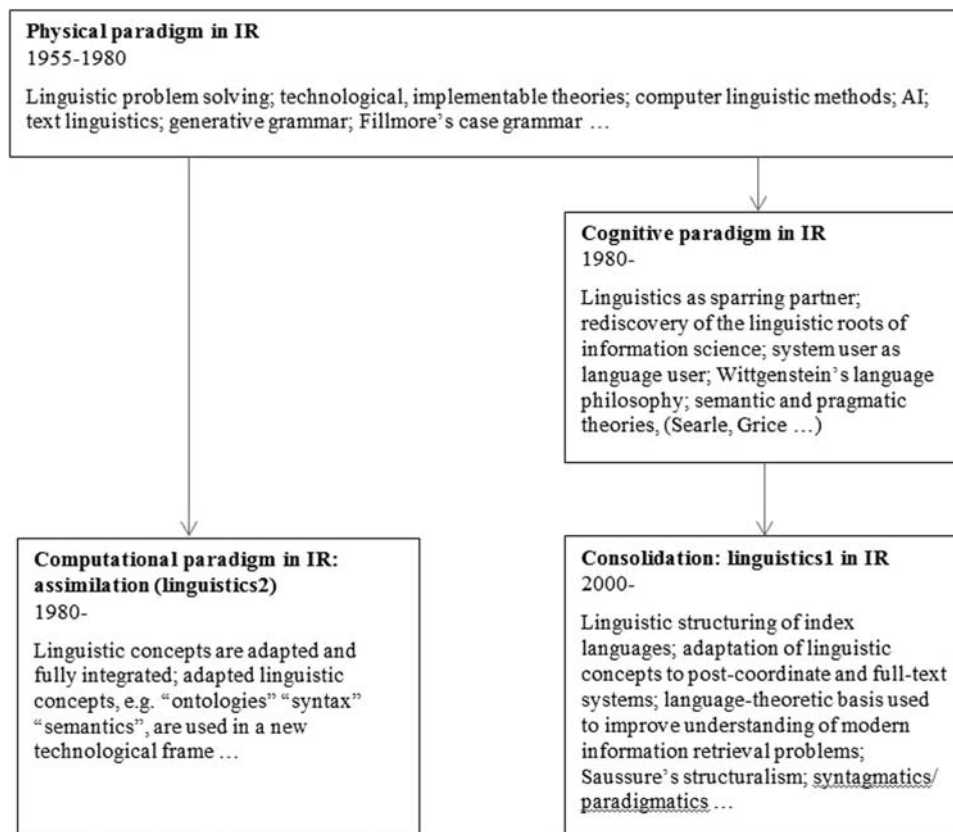 Physical paradigm in IR
1955-1980
Linguistic problem solving; technological, implementable theories; computer linguistic methods; AI;
text linguistics; generative grammar; Fillmore’s case grammar …
Cognitive paradigm in IR
1980-
Linguistics as sparring partner;
rediscovery of the linguistic roots of
information science; system user as
language user; Wittgenstein’s language
philosophy; semantic and pragmatic
theories, (Searle, Grice …)
Computational paradigm in IR:
assimilation (linguistics2)
1980-
Linguistic concepts are adapted and
fully integrated; adapted linguistic
concepts, e.g. “ontologies” “syntax”
“semantics”, are used in a new
technological frame …
Consolidation: linguistics1 in IR
2000-
Linguistic structuring of index
languages; adaptation of linguistic
concepts to post-coordinate and full-text
systems; language-theoretic basis used
to improve understanding of modern
information retrieval problems;
Saussure’s structuralism; syntagmatics/
paradigmatics …